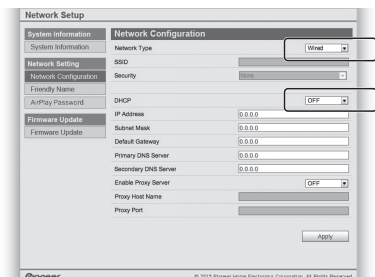 Network Setup
System Information
System Information
Network Setting
Network Configuration
Friendly Name
AirPlay Password
Firmware Update
Firmware Update
Network Configuration
Network Type Wired
SSID
Security None
DHCP OFF
IP Address 0.0.0.0
Subnet Mask 0.0.0.0
Default Gateway 0.0.0.0
Primary DNS Server 0.0.0.0
Secondary DNS Server 0.0.0.0
Enable Proxy Server OFF
Proxy Host Name
Proxy Port
Apply
Pioneer © 2015 Pioneer Home Electronics Corporation. All Rights Reserved